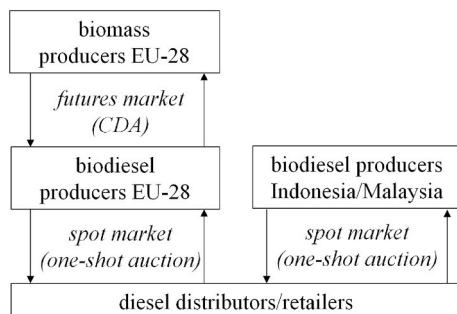 biomass
producers EU-28
futures market
(CDA)
biodiesel
producers EU-28
biodiesel producers
Indonesia/Malaysia
spot market
(one-shot auction)
spot market
(one-shot auction)
diesel distributors/retailers